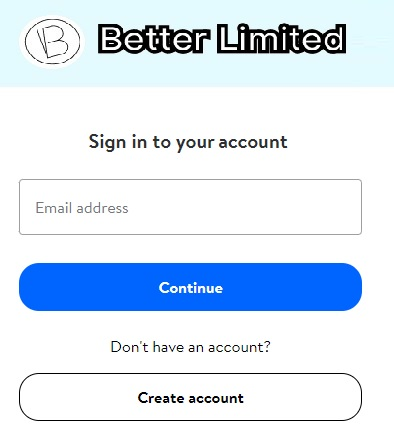 B Better Limited
Sign in to your account
Email address
Continue
Don't have an account?
Create account